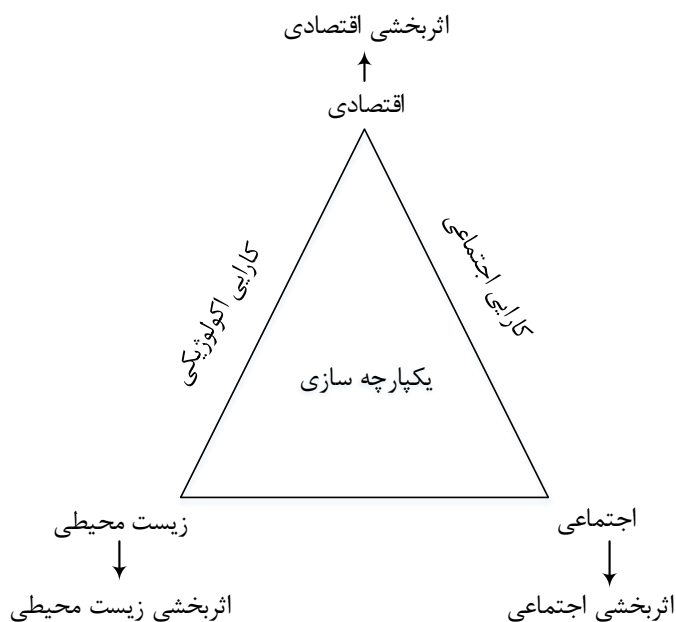 اثربخشی اقتصادی
اقتصادی
کارایی اجتماعی
کارایی اکولوژیکی
یکپارچه سازی
اجتماعی
زیست محیطی
اثربخشی اجتماعی
اثربخشی زیست محیطی